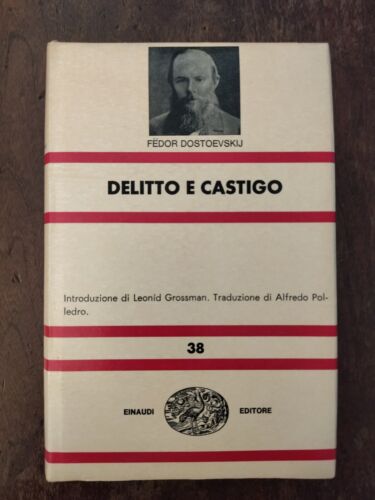 FËDOR DOSTOEVSKIJ
DELITTO E CASTIGO
Introduzione di Leonid Grossman. Traduzione di Alfredo Pol-
ledro.
38
EINAUDI EDITORE